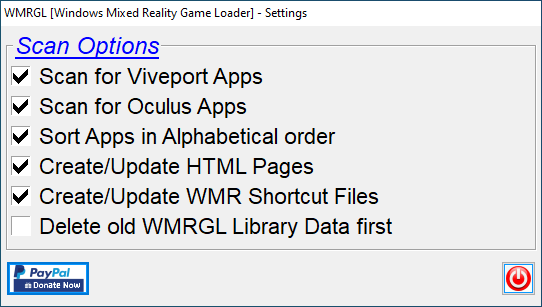 WMRGL [Windows Mixed Reality Game Loader] - Settings
Scan Options
Scan for Viveport Apps
Scan for Oculus Apps
Sort Apps in Alphabetical order
Create/Update HTML Pages
Create/Update WMR Shortcut Files
Delete old WMRGL Library Data first
PayPal
Donate Now